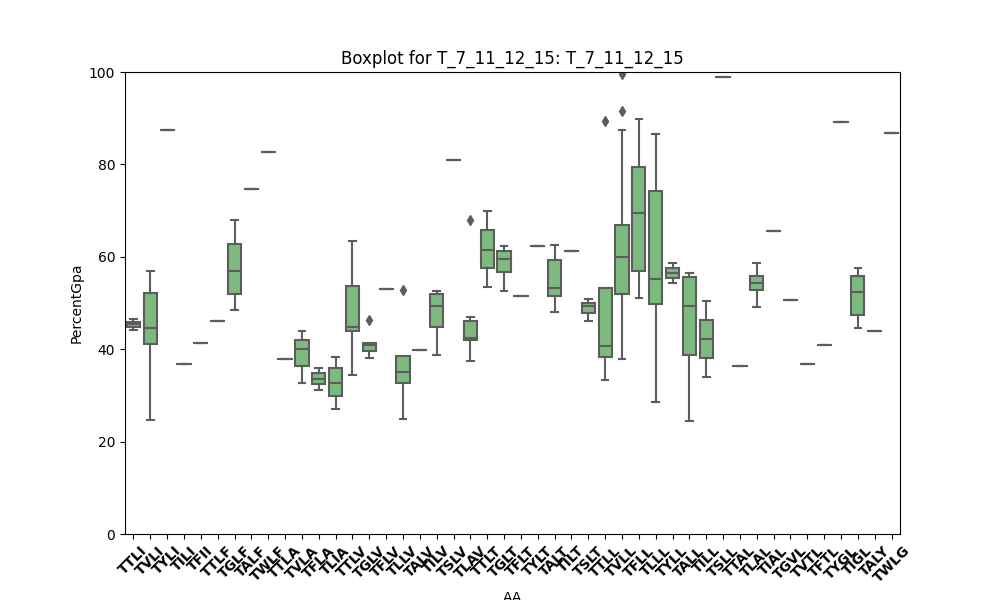 Boxplot for T_7_11_12_15: T_7_11_12_15
PercentGpa
100
80
60
40
20
0
TTLI
TVLI
TYLI
TILI
TFII
TTLF
TGLF
TALF
TWLF
TTLA
TVLA
TFLA
TLIA
TTLV
TGLV
TFLV
TLLV
TALV
TILV
TSLV
TLAV
TTLT
TGLT
TFLT
TYLT
TALT
TILT
TSLT
TTLL
TVLL
TFLL
TLLL
TYLL
TALL
TILL
TSLL
TTAL
TLAL
TIAL
TGVL
TVTL
TFTL
TYGL
TIGL
TALY
TWLG
AA